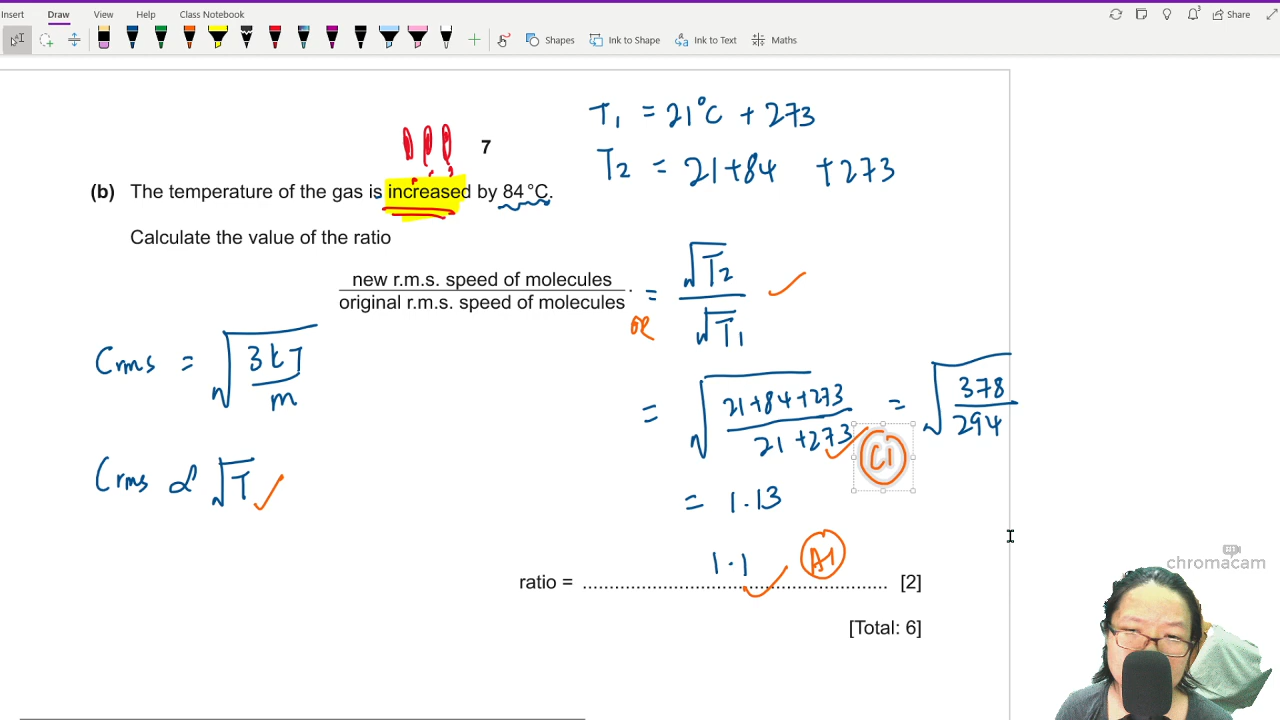 Insert Draw View Help Class Notebook Share
Shapes Ink to Shape Ink to Text Maths
T₁ = 21°C + 273
7
T₂ = 21+84 +273
(b) The temperature of the gas is increased by 84 °C.
Calculate the value of the ratio
new r.m.s. speed of molecules / original r.m.s. speed of molecules . = √T₂ / √T₁ ✓
or
Crms = √(3kT / m)
= √(21+84+273 / 21+273) ✓ = √(378 / 294)
C1
Crms ∝ √T ✓
= 1.13
1.1 ✓ A1
ratio = .......................................................... [2]
[Total: 6]
chromacam